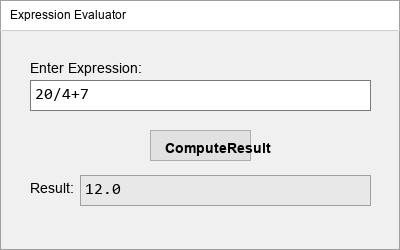 Expression Evaluator
Enter Expression:
20/4+7
ComputeResult
Result: 12.0